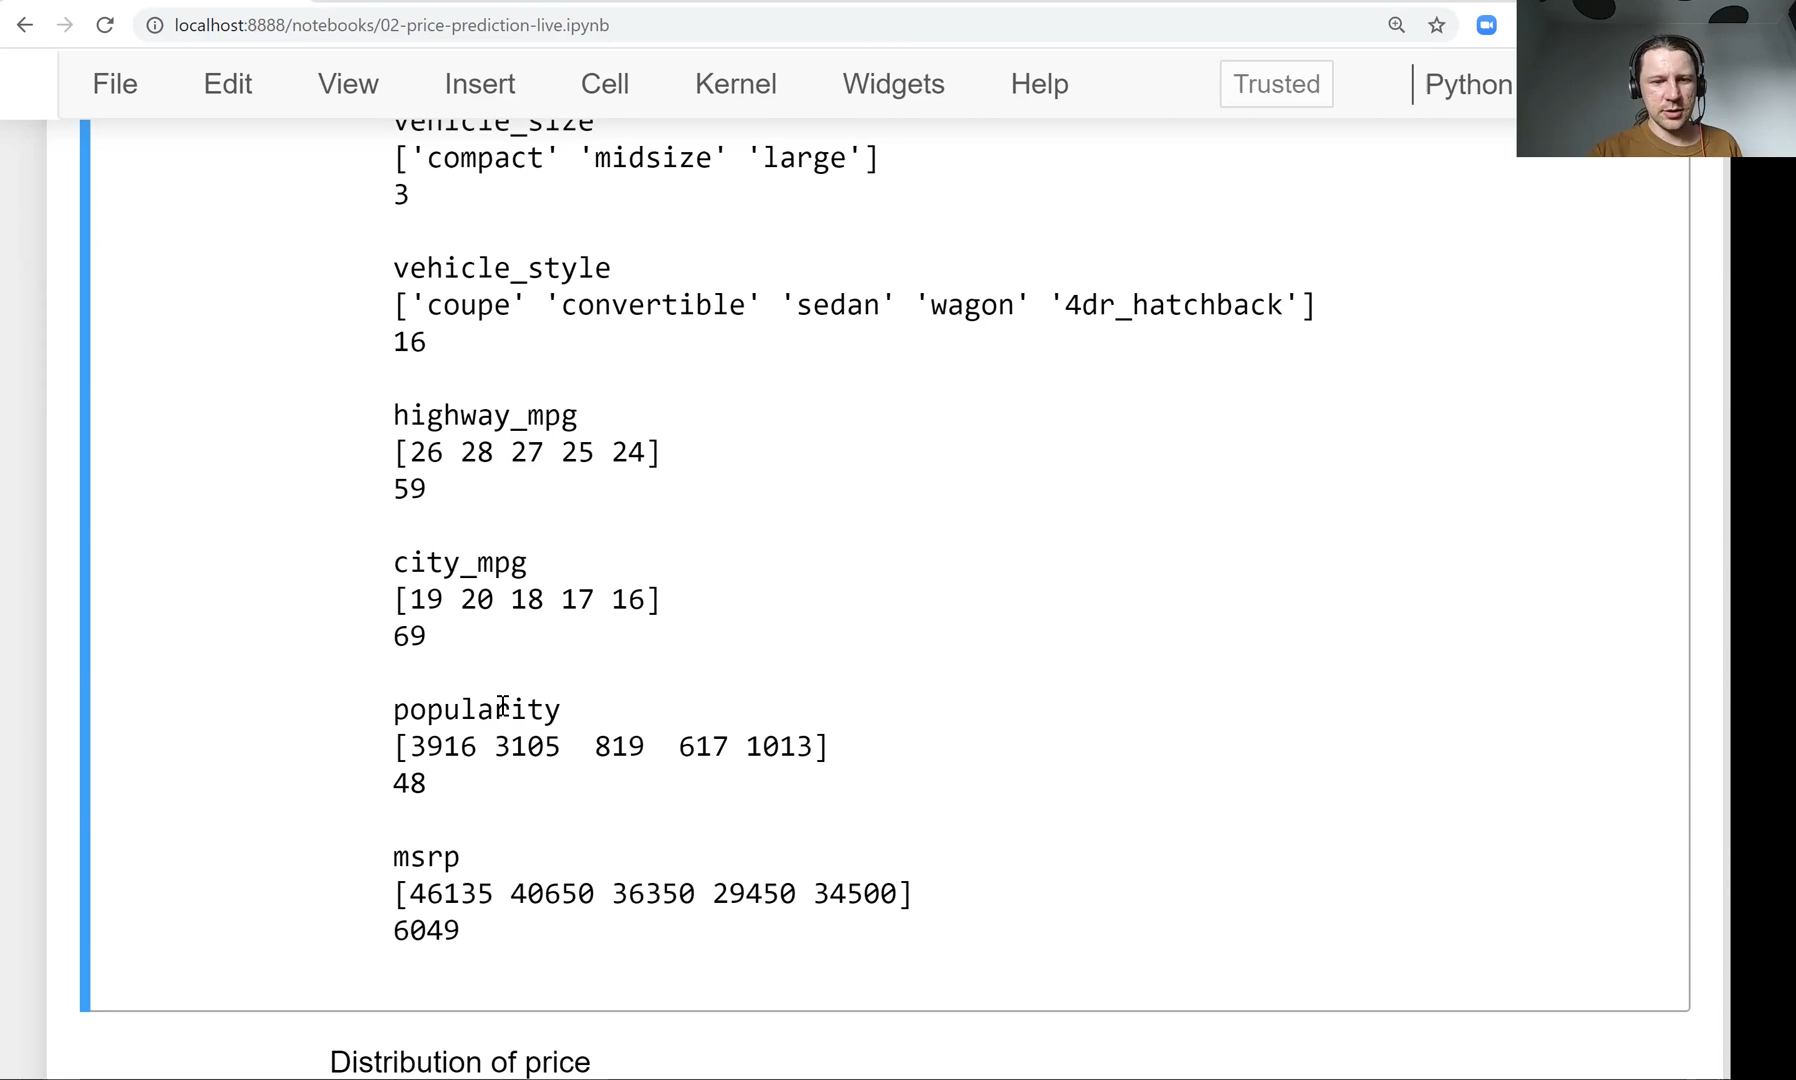 localhost:8888/notebooks/02-price-prediction-live.ipynb
File Edit View Insert Cell Kernel Widgets Help Trusted Python
vehicle_size
['compact' 'midsize' 'large']
3
vehicle_style
['coupe' 'convertible' 'sedan' 'wagon' '4dr_hatchback']
16
highway_mpg
[26 28 27 25 24]
59
city_mpg
[19 20 18 17 16]
69
popularity
[3916 3105  819  617 1013]
48
msrp
[46135 40650 36350 29450 34500]
6049
Distribution of price